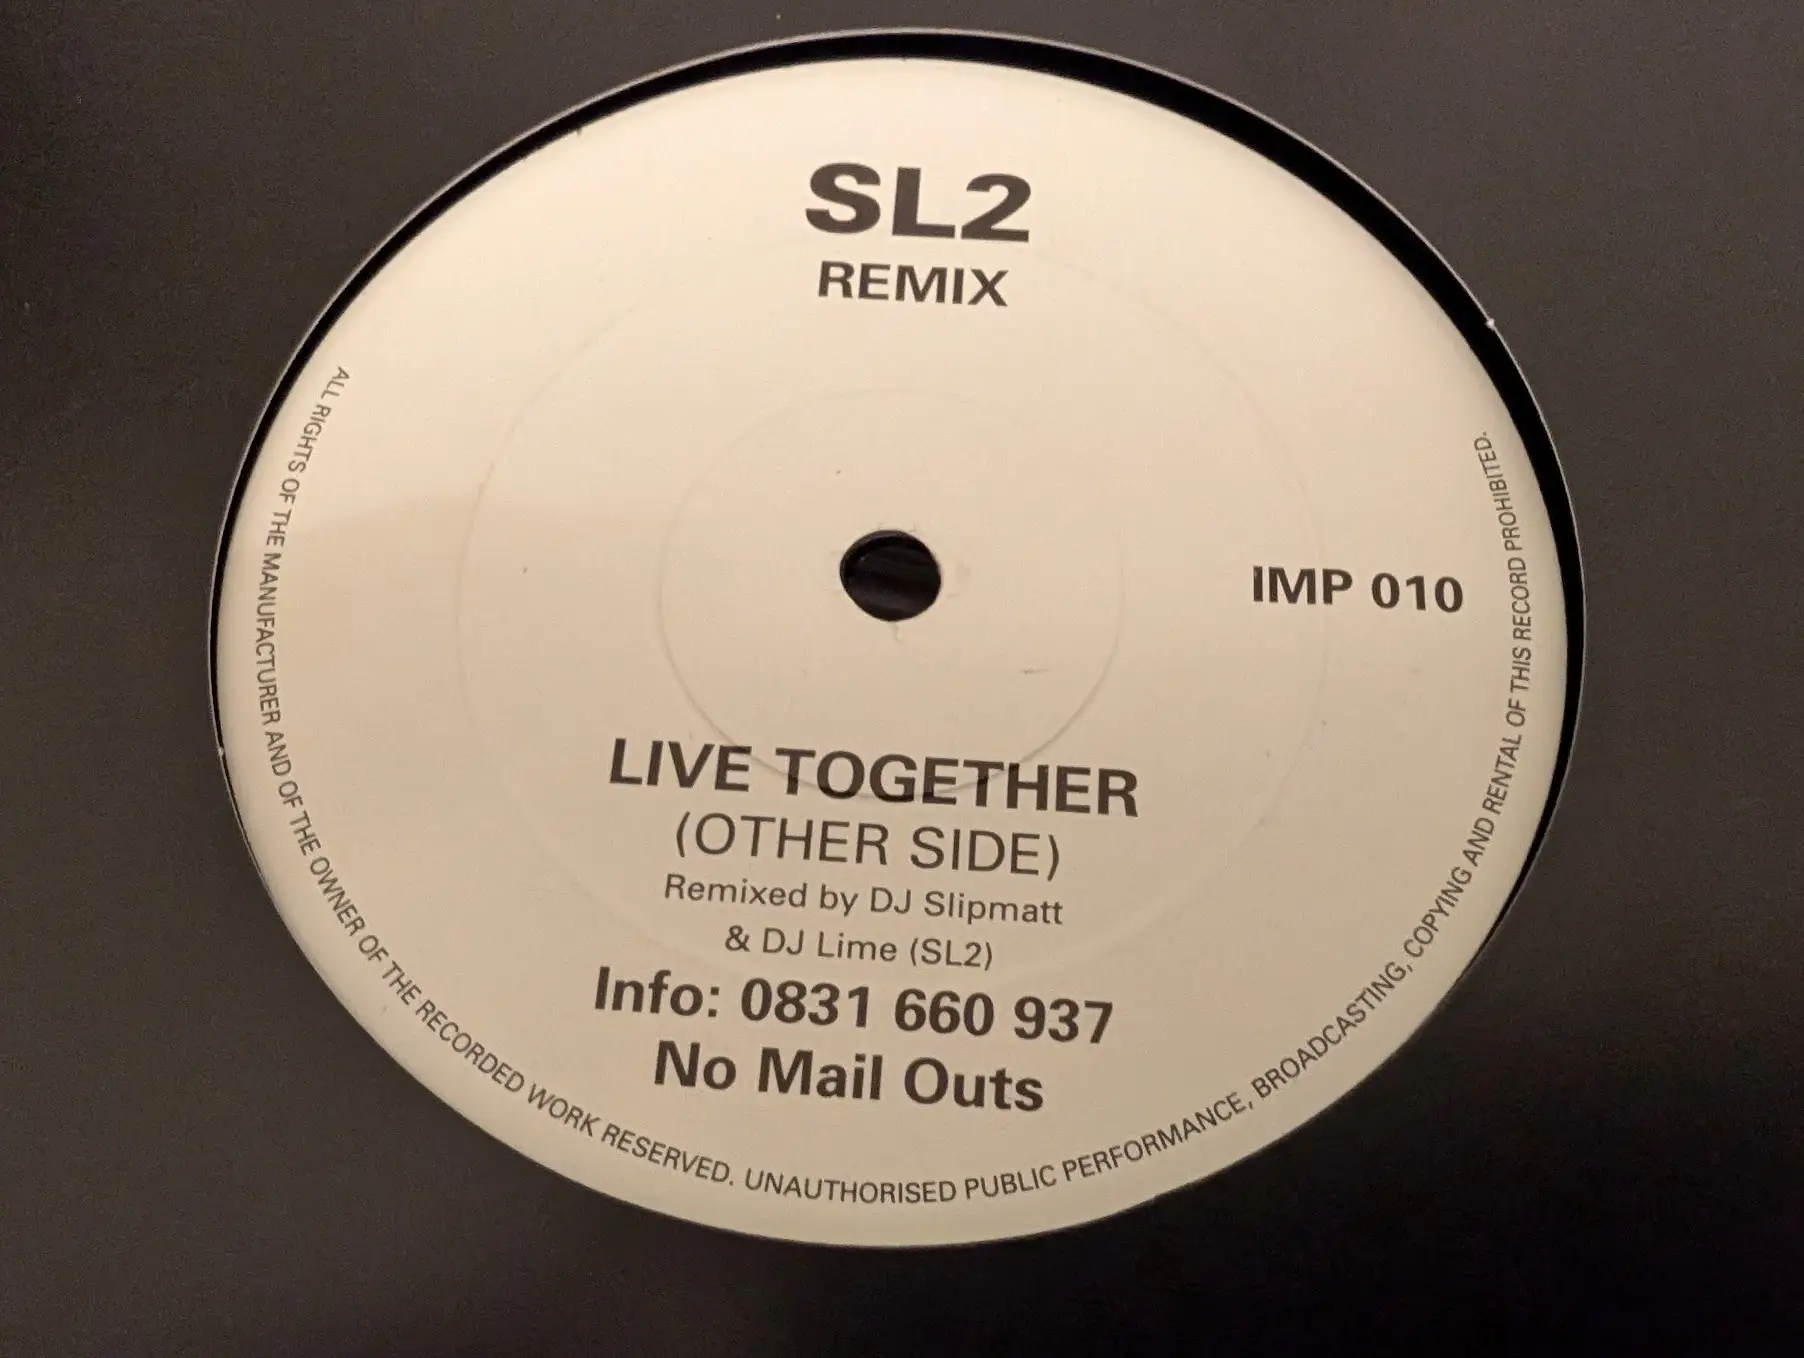 SL2
REMIX
IMP 010
LIVE TOGETHER
(OTHER SIDE)
Remixed by DJ Slipmatt
& DJ Lime (SL2)
Info: 0831 660 937
No Mail Outs
ALL RIGHTS OF THE MANUFACTURER AND OF THE OWNER OF THE RECORDED WORK RESERVED. UNAUTHORISED PUBLIC PERFORMANCE, BROADCASTING, COPYING AND RENTAL OF THIS RECORD PROHIBITED.